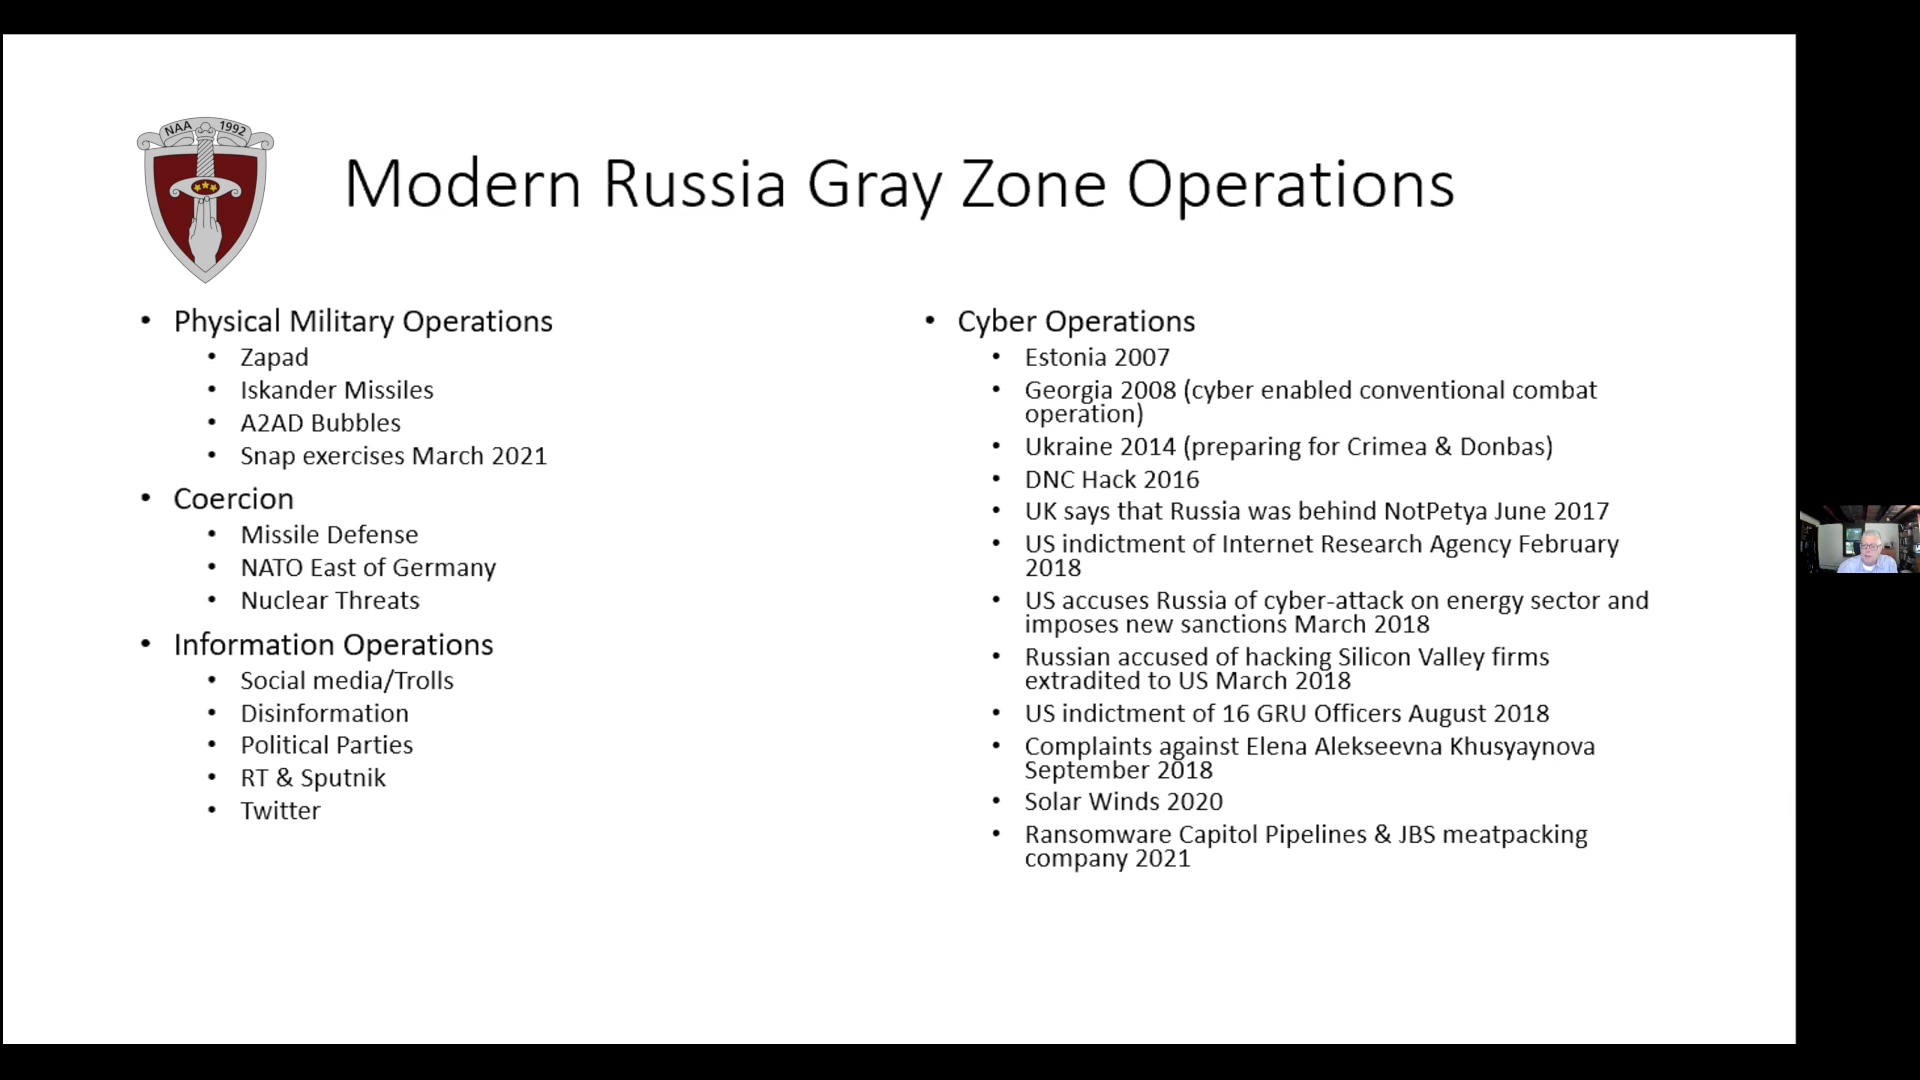 NAA 1992
Modern Russia Gray Zone Operations
• Physical Military Operations
• Zapad
• Iskander Missiles
• A2AD Bubbles
• Snap exercises March 2021
• Coercion
• Missile Defense
• NATO East of Germany
• Nuclear Threats
• Information Operations
• Social media/Trolls
• Disinformation
• Political Parties
• RT & Sputnik
• Twitter
• Cyber Operations
• Estonia 2007
• Georgia 2008 (cyber enabled conventional combat
operation)
• Ukraine 2014 (preparing for Crimea & Donbas)
• DNC Hack 2016
• UK says that Russia was behind NotPetya June 2017
• US indictment of Internet Research Agency February
2018
• US accuses Russia of cyber-attack on energy sector and
imposes new sanctions March 2018
• Russian accused of hacking Silicon Valley firms
extradited to US March 2018
• US indictment of 16 GRU Officers August 2018
• Complaints against Elena Alekseevna Khusyaynova
September 2018
• Solar Winds 2020
• Ransomware Capitol Pipelines & JBS meatpacking
company 2021